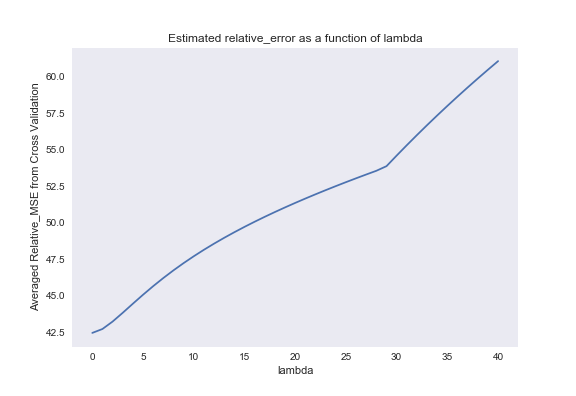 Estimated relative_error as a function of lambda
Averaged Relative_MSE from Cross Validation
60.0
57.5
55.0
52.5
50.0
47.5
45.0
42.5
0 5 10 15 20 25 30 35 40
lambda